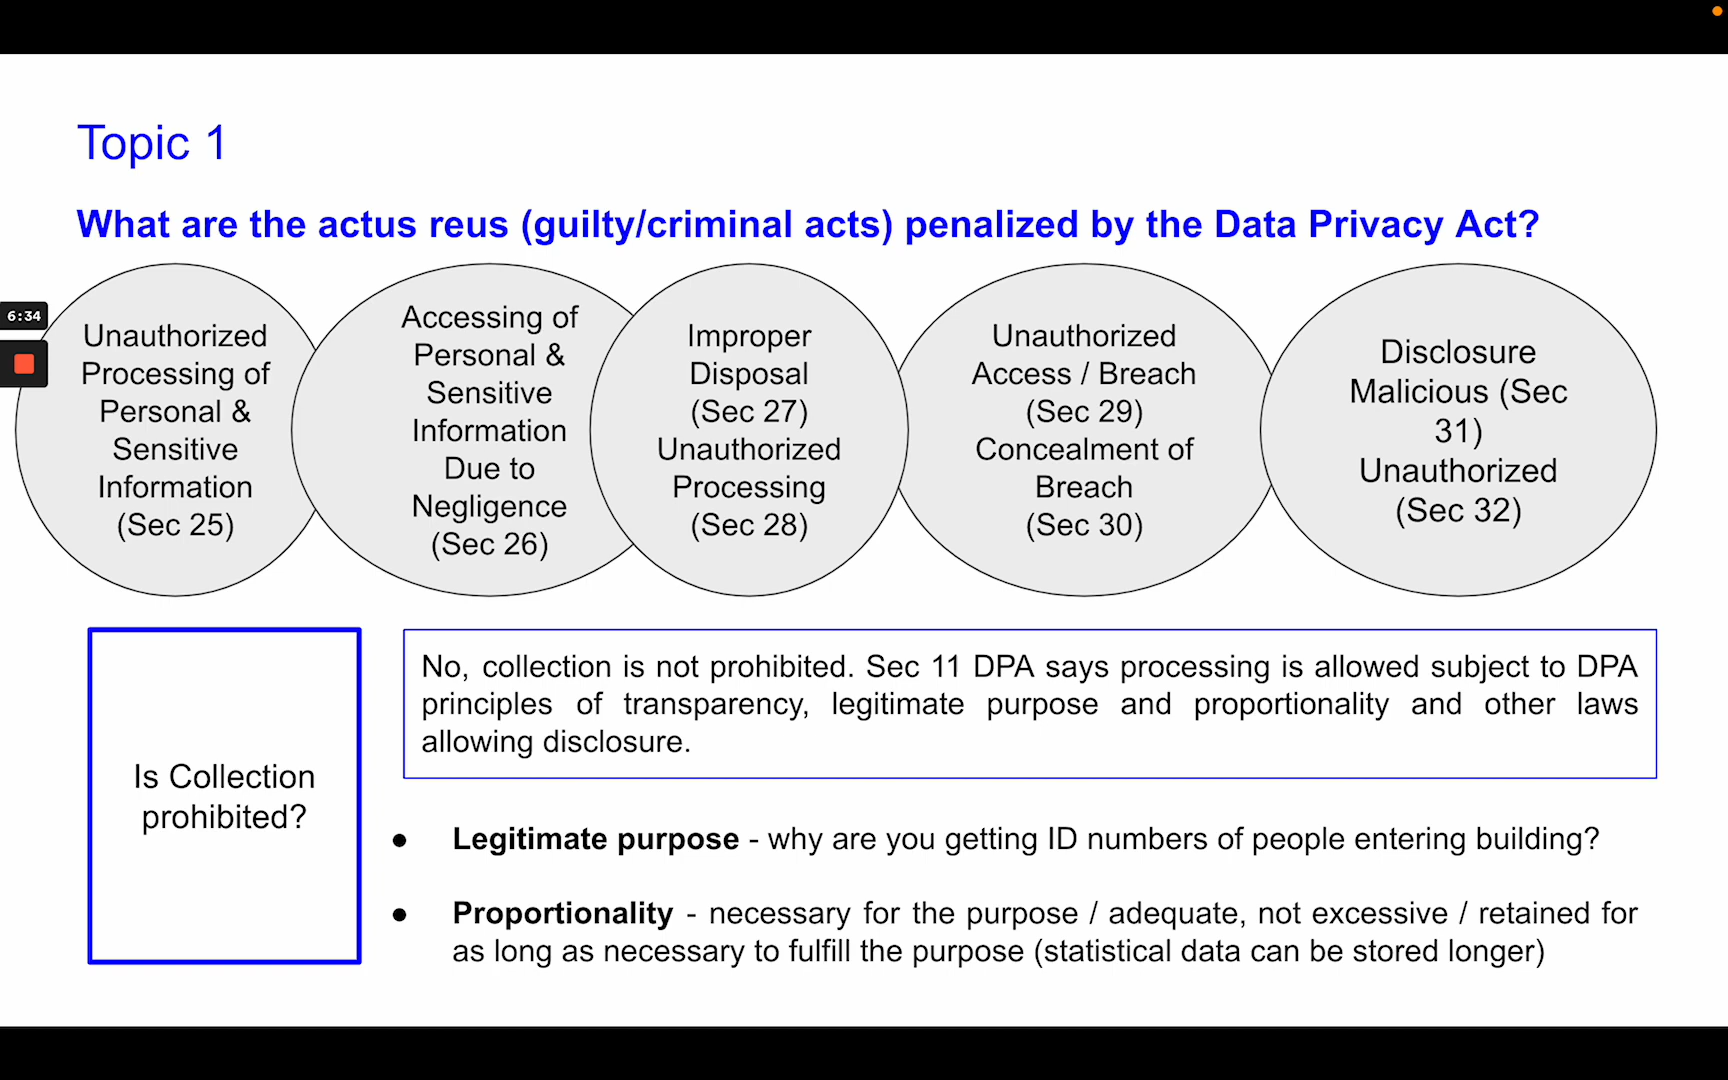 Topic 1
What are the actus reus (guilty/criminal acts) penalized by the Data Privacy Act?
6:34
Unauthorized
Processing of
Personal &
Sensitive
Information
(Sec 25)
Accessing of
Personal &
Sensitive
Information
Due to
Negligence
(Sec 26)
Improper
Disposal
(Sec 27)
Unauthorized
Processing
(Sec 28)
Unauthorized
Access / Breach
(Sec 29)
Concealment of
Breach
(Sec 30)
Disclosure
Malicious (Sec
31)
Unauthorized
(Sec 32)
Is Collection
prohibited?
No, collection is not prohibited. Sec 11 DPA says processing is allowed subject to DPA
principles of transparency, legitimate purpose and proportionality and other laws
allowing disclosure.
● Legitimate purpose - why are you getting ID numbers of people entering building?
● Proportionality - necessary for the purpose / adequate, not excessive / retained for
as long as necessary to fulfill the purpose (statistical data can be stored longer)